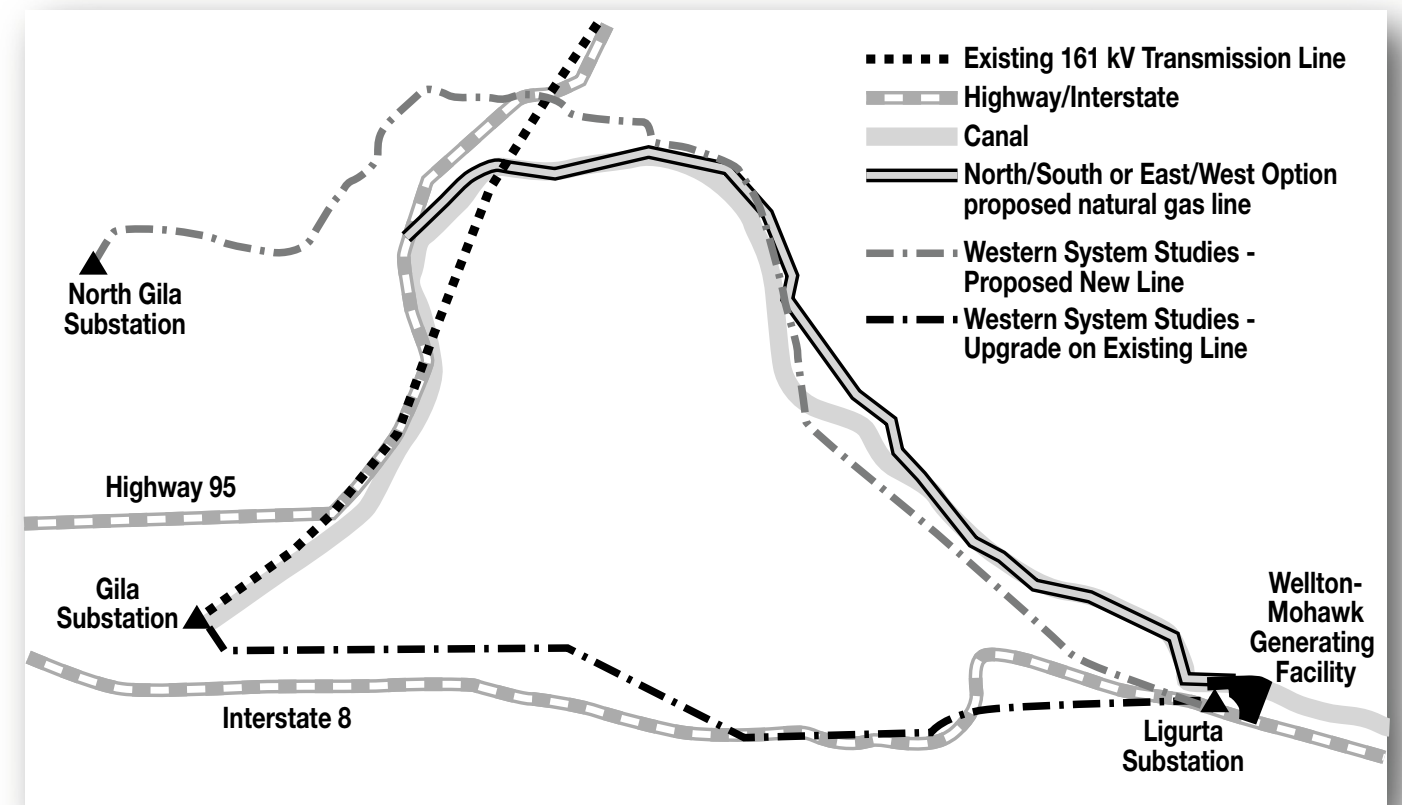 Existing 161 kV Transmission Line
Highway/Interstate
Canal
North/South or East/West Option
proposed natural gas line
Western System Studies -
Proposed New Line
Western System Studies -
Upgrade on Existing Line
North Gila
Substation
Highway 95
Gila
Substation
Interstate 8
Wellton-
Mohawk
Generating
Facility
Ligurta
Substation